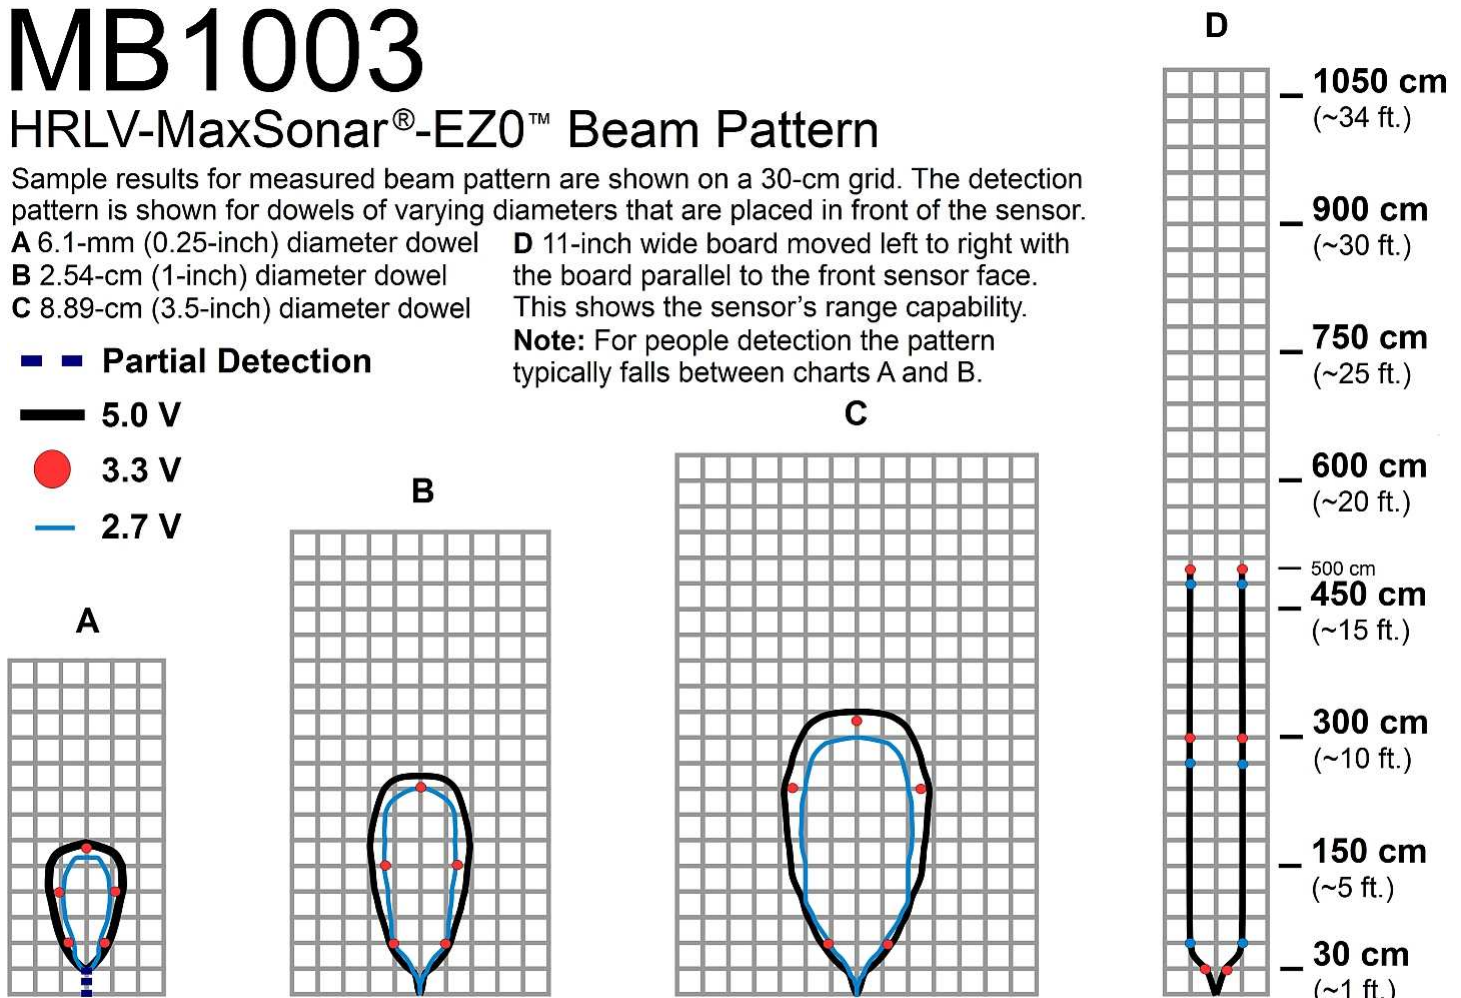 MB1003
HRLV-MaxSonar®-EZ0™ Beam Pattern
Sample results for measured beam pattern are shown on a 30-cm grid. The detection
pattern is shown for dowels of varying diameters that are placed in front of the sensor.
A 6.1-mm (0.25-inch) diameter dowel
B 2.54-cm (1-inch) diameter dowel
C 8.89-cm (3.5-inch) diameter dowel
D 11-inch wide board moved left to right with
the board parallel to the front sensor face.
This shows the sensor's range capability.
Note: For people detection the pattern
typically falls between charts A and B.
Partial Detection
5.0 V
3.3 V
2.7 V
A
B
C
D
1050 cm
(~34 ft.)
900 cm
(~30 ft.)
750 cm
(~25 ft.)
600 cm
(~20 ft.)
500 cm
450 cm
(~15 ft.)
300 cm
(~10 ft.)
150 cm
(~5 ft.)
30 cm
(~1 ft.)